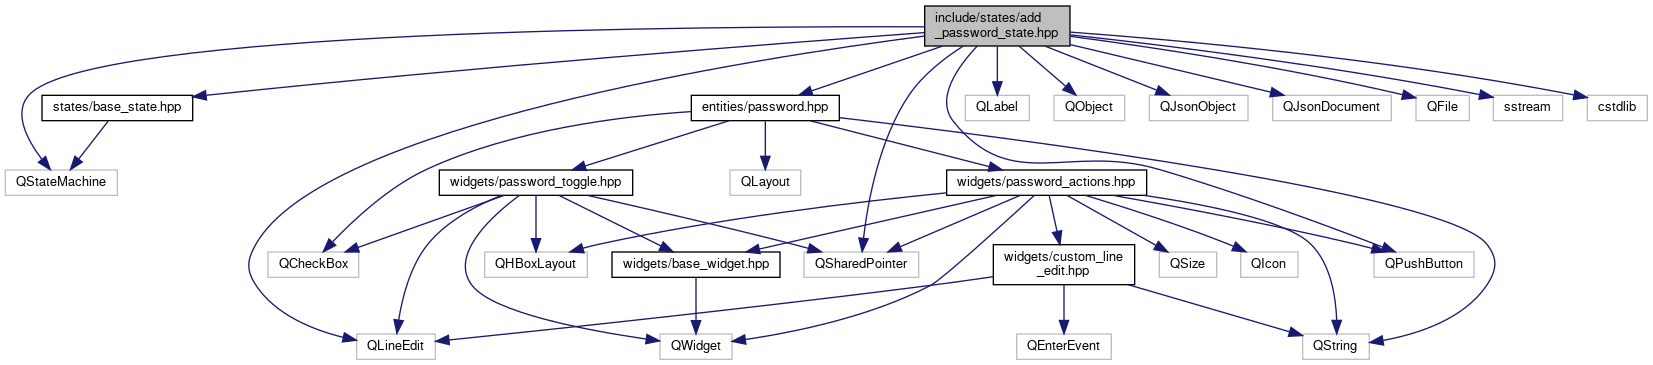 include/states/add
_password_state.hpp
states/base_state.hpp
entities/password.hpp
QLabel
QObject
QJsonObject
QJsonDocument
QFile
sstream
cstdlib
QStateMachine
widgets/password_toggle.hpp
QLayout
widgets/password_actions.hpp
QCheckBox
QHBoxLayout
widgets/base_widget.hpp
QSharedPointer
widgets/custom_line
_edit.hpp
QSize
QIcon
QPushButton
QLineEdit
QWidget
QEnterEvent
QString